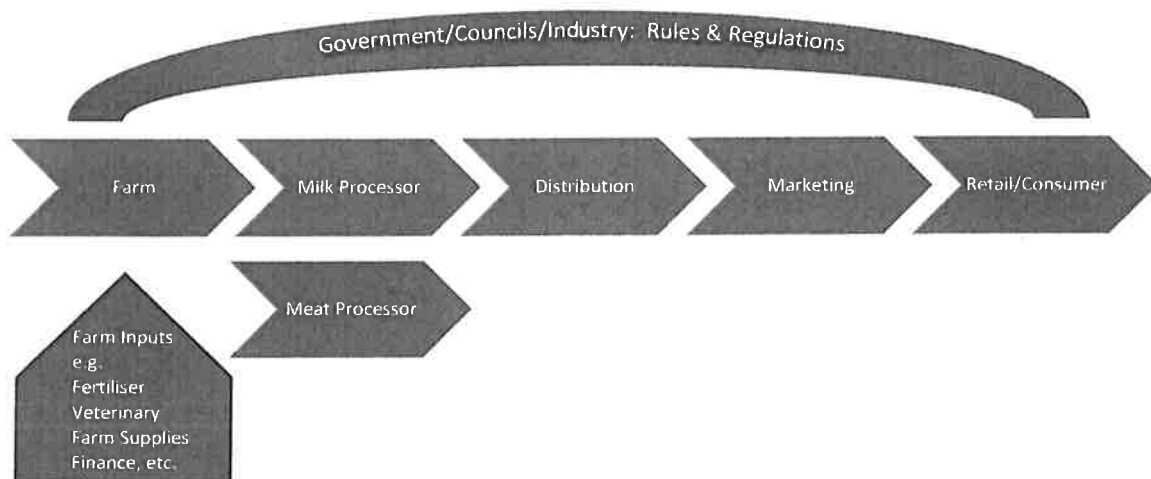 Government/Councils/Industry: Rules & Regulations
Farm
Milk Processor
Distribution
Marketing
Retail/Consumer
Meat Processor
Farm Inputs
e.g.
Fertiliser
Veterinary
Farm Supplies
Finance, etc.